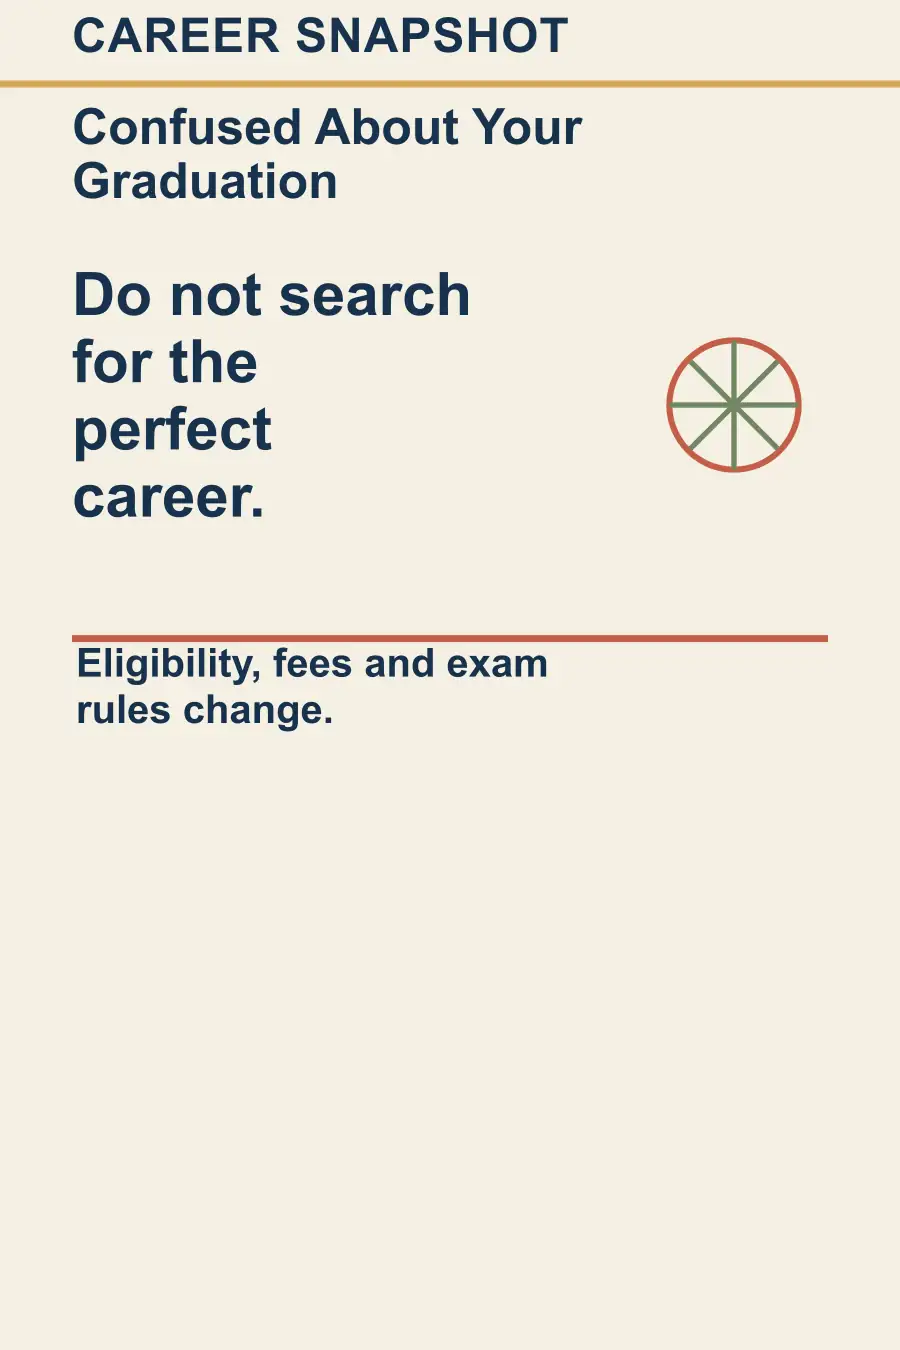 CAREER SNAPSHOT
Confused About Your
Graduation
Do not search
for the
perfect
career.
Eligibility, fees and exam
rules change.